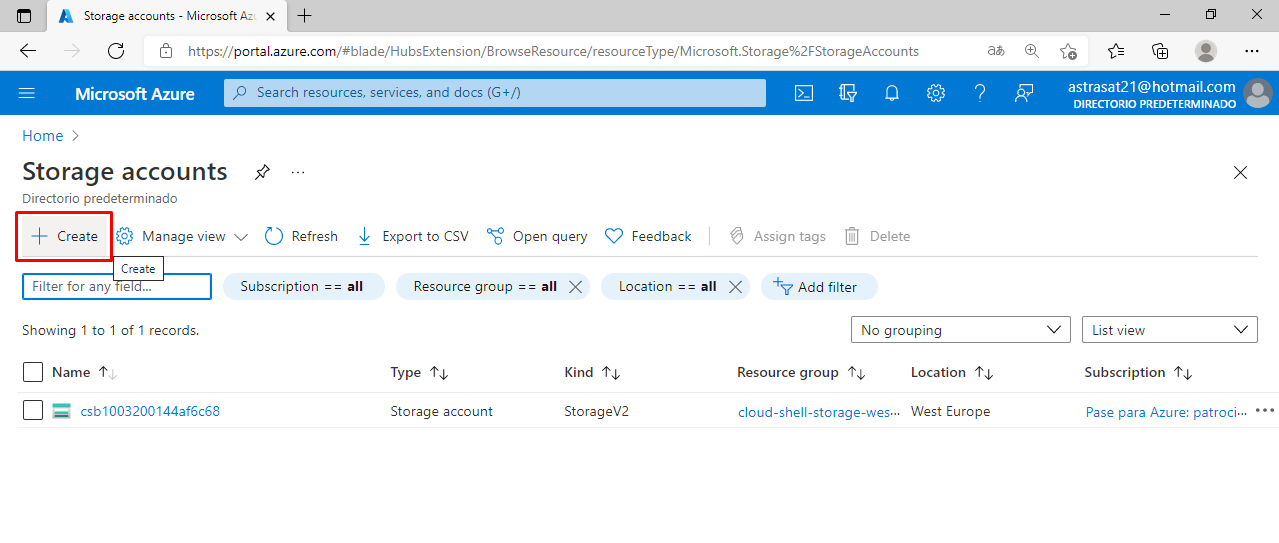 Storage accounts - Microsoft Az
https://portal.azure.com/#blade/HubsExtension/BrowseResource/resourceType/Microsoft.Storage%2FStorageAccounts
Microsoft Azure
Search resources, services, and docs (G+/)
astrasat21@hotmail.com
DIRECTORIO PREDETERMINADO
Home
Storage accounts
Directorio predeterminado
Create Manage view Refresh Export to CSV Open query Feedback Assign tags Delete
Create
Filter for any field... Subscription == all Resource group == all Location == all Add filter
Showing 1 to 1 of 1 records. No grouping List view
Name Type Kind Resource group Location Subscription
csb1003200144af6c68 Storage account StorageV2 cloud-shell-storage-wes... West Europe Pase para Azure: patroci...